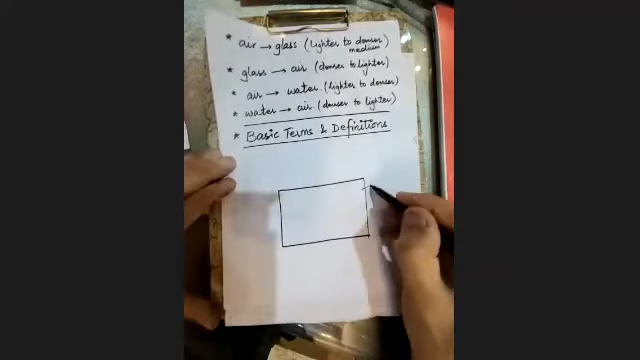 * air → glass (lighter to denser medium)
* glass → air (denser to lighter)
* air → water (lighter to denser)
* water → air (denser to lighter)
* Basic Terms & Definitions